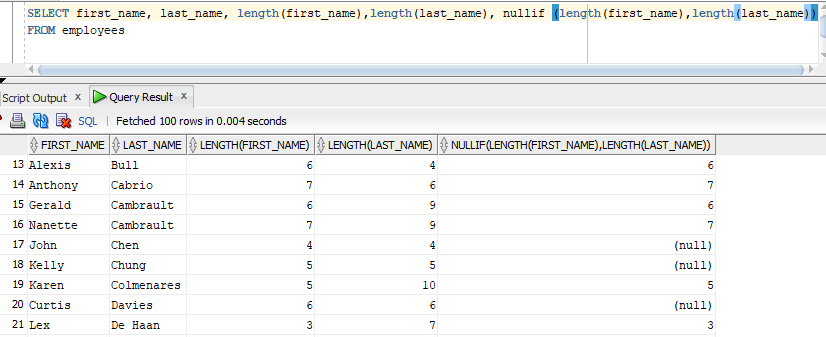 SELECT first_name, last_name, length(first_name),length(last_name), nullif (length(first_name),length(last_name))
FROM employees
Script Output x Query Result x
SQL Fetched 100 rows in 0.004 seconds
FIRST_NAME LAST_NAME LENGTH(FIRST_NAME) LENGTH(LAST_NAME) NULLIF(LENGTH(FIRST_NAME),LENGTH(LAST_NAME))
13 Alexis Bull 6 4 6
14 Anthony Cabrio 7 6 7
15 Gerald Cambrault 6 9 6
16 Nanette Cambrault 7 9 7
17 John Chen 4 4 (null)
18 Kelly Chung 5 5 (null)
19 Karen Colmenares 5 10 5
20 Curtis Davies 6 6 (null)
21 Lex De Haan 3 7 3